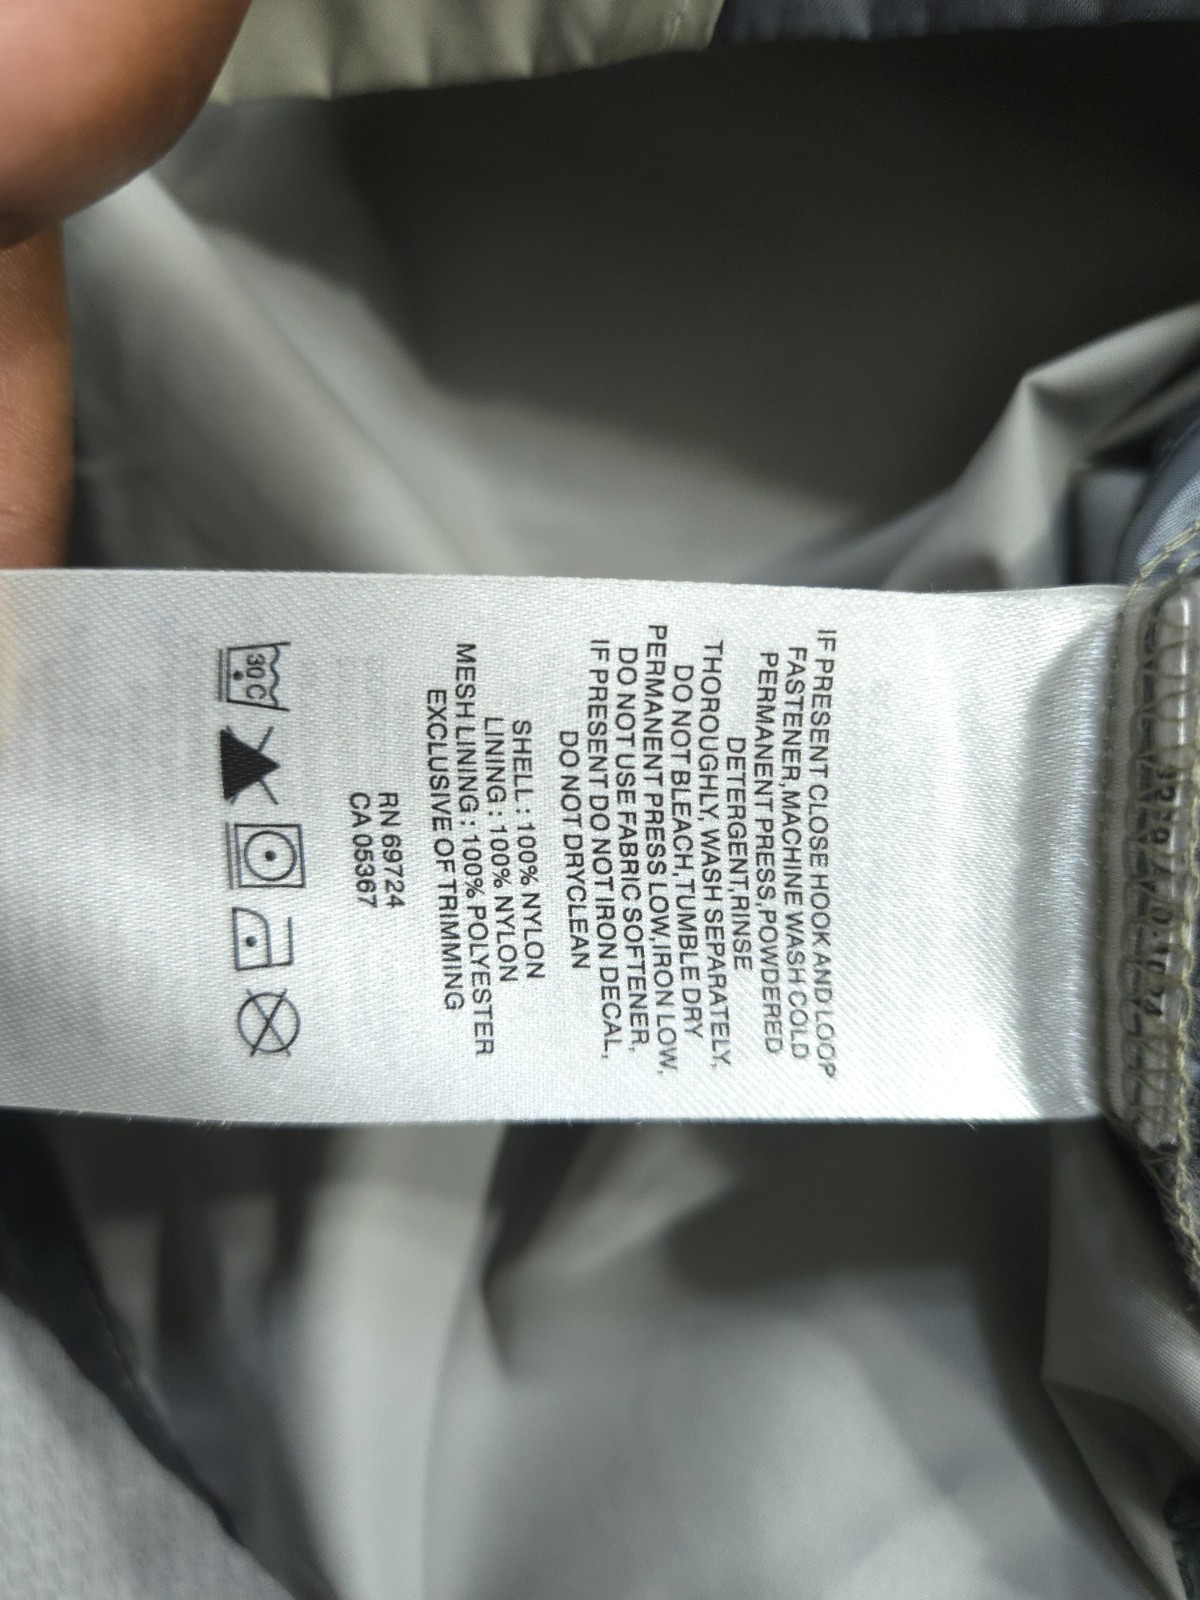 IF PRESENT CLOSE HOOK AND LOOP
FASTENER,MACHINE WASH COLD
PERMANENT PRESS,POWDERED
DETERGENT,RINSE
THOROUGHLY, WASH SEPARATELY,
DO NOT BLEACH,TUMBLE DRY
PERMANENT PRESS LOW,IRON LOW,
DO NOT USE FABRIC SOFTENER,
IF PRESENT DO NOT IRON DECAL,
DO NOT DRYCLEAN
SHELL : 100% NYLON
LINING : 100% NYLON
MESH LINING : 100% POLYESTER
EXCLUSIVE OF TRIMMING
RN 69724
CA 05367
30 C